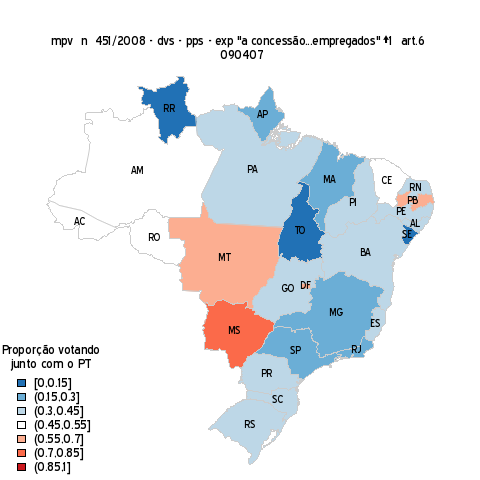 mpv n 451/2008 - dvs - pps - exp "a concessão...empregados" †1 art.6
090407
RR
AP
AM
PA
MA
CE
RN
PB
PI
PE
AL
SE
AC
RO
TO
BA
MT
GO
DF
MG
MS
ES
SP
RJ
PR
SC
RS
Proporção votando
junto com o PT
[0,0.15]
(0.15,0.3]
(0.3,0.45]
(0.45,0.55]
(0.55,0.7]
(0.7,0.85]
(0.85,1]